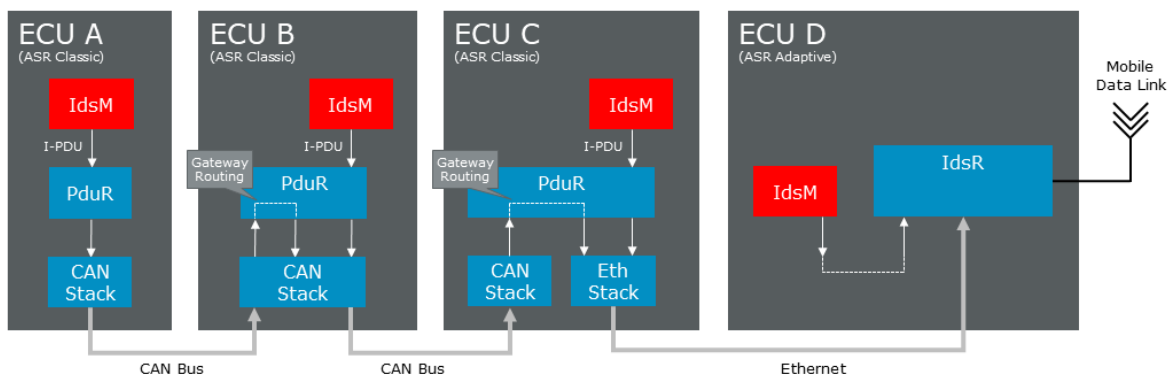 ECU A
(ASR Classic)
IdsM
I-PDU
PduR
CAN
Stack
ECU B
(ASR Classic)
IdsM
I-PDU
Gateway
Routing
PduR
CAN
Stack
ECU C
(ASR Classic)
IdsM
I-PDU
Gateway
Routing
PduR
CAN
Stack
Eth
Stack
ECU D
(ASR Adaptive)
IdsM
IdsR
Mobile
Data Link
CAN Bus
CAN Bus
Ethernet